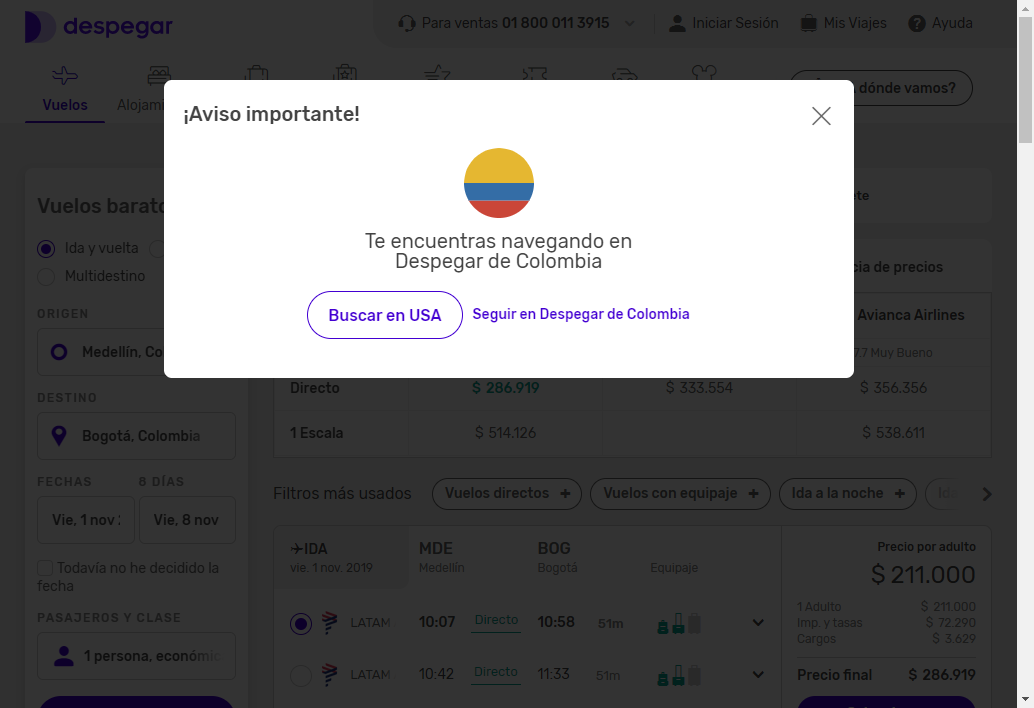 despegar
Para ventas 01 800 011 3915
Iniciar Sesión
Mis Viajes
Ayuda
Vuelos
Alojami
dónde vamos?
¡Aviso importante!
Te encuentras navegando en
Despegar de Colombia
Buscar en USA
Seguir en Despegar de Colombia
Vuelos barato
Ida y vuelta
Multidestino
ORIGEN
Medellín, Co
DESTINO
Bogotá, Colombia
FECHAS
8 DÍAS
Vie, 1 nov
Vie, 8 nov
Todavía no he decidido la
fecha
PASAJEROS Y CLASE
1 persona, económic
nte
cia de precios
Avianca Airlines
7.7 Muy Bueno
Directo
$ 286.919
$ 333.554
$ 356.356
1 Escala
$ 514.126
$ 538.611
Filtros más usados
Vuelos directos +
Vuelos con equipaje +
Ida a la noche +
Id
IDA
MDE
BOG
vie. 1 nov. 2019
Medellín
Bogotá
Equipaje
LATAM
10:07
Directo
10:58
51m
LATAM
10:42
Directo
11:33
51m
Precio por adulto
$ 211.000
1 Adulto
$ 211.000
Imp. y tasas
$ 72.290
Cargos
$ 3.629
Precio final
$ 286.919